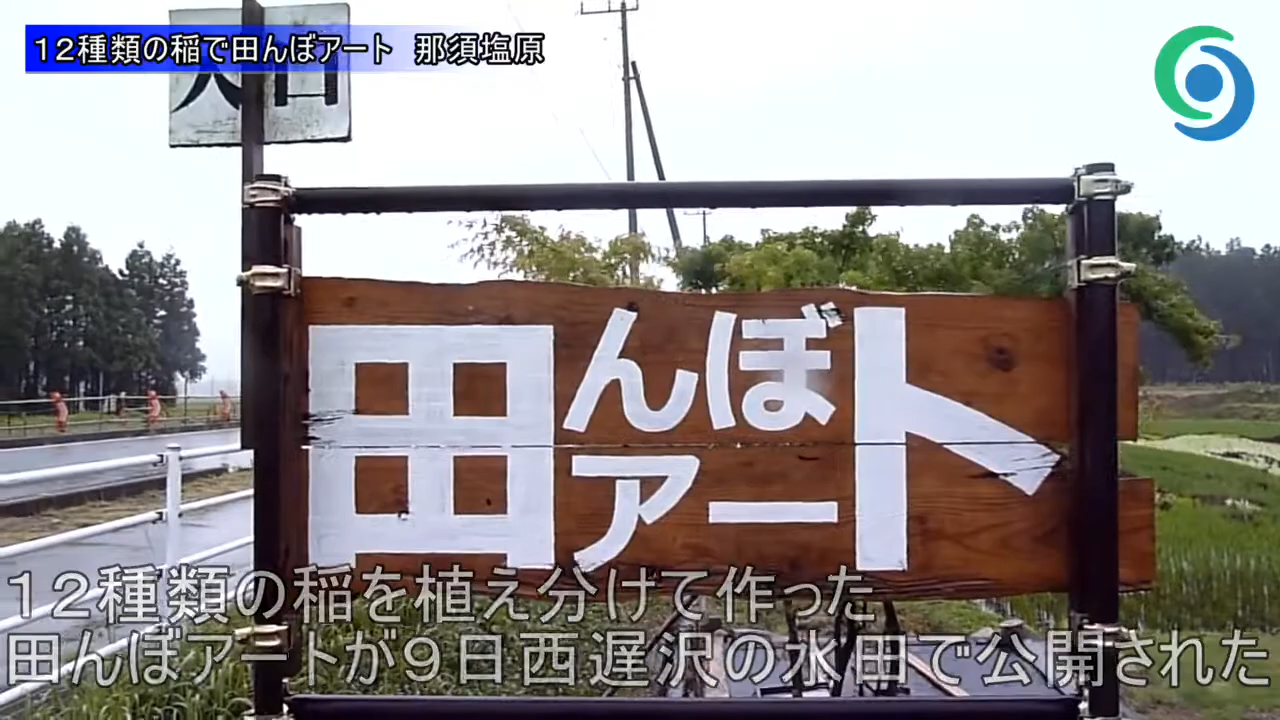 12種類の稲で田んぼアート 那須塩原
入口
田んぼアート
12種類の稲を植え分けて作った
田んぼアートが9日西遅沢の水田で公開された